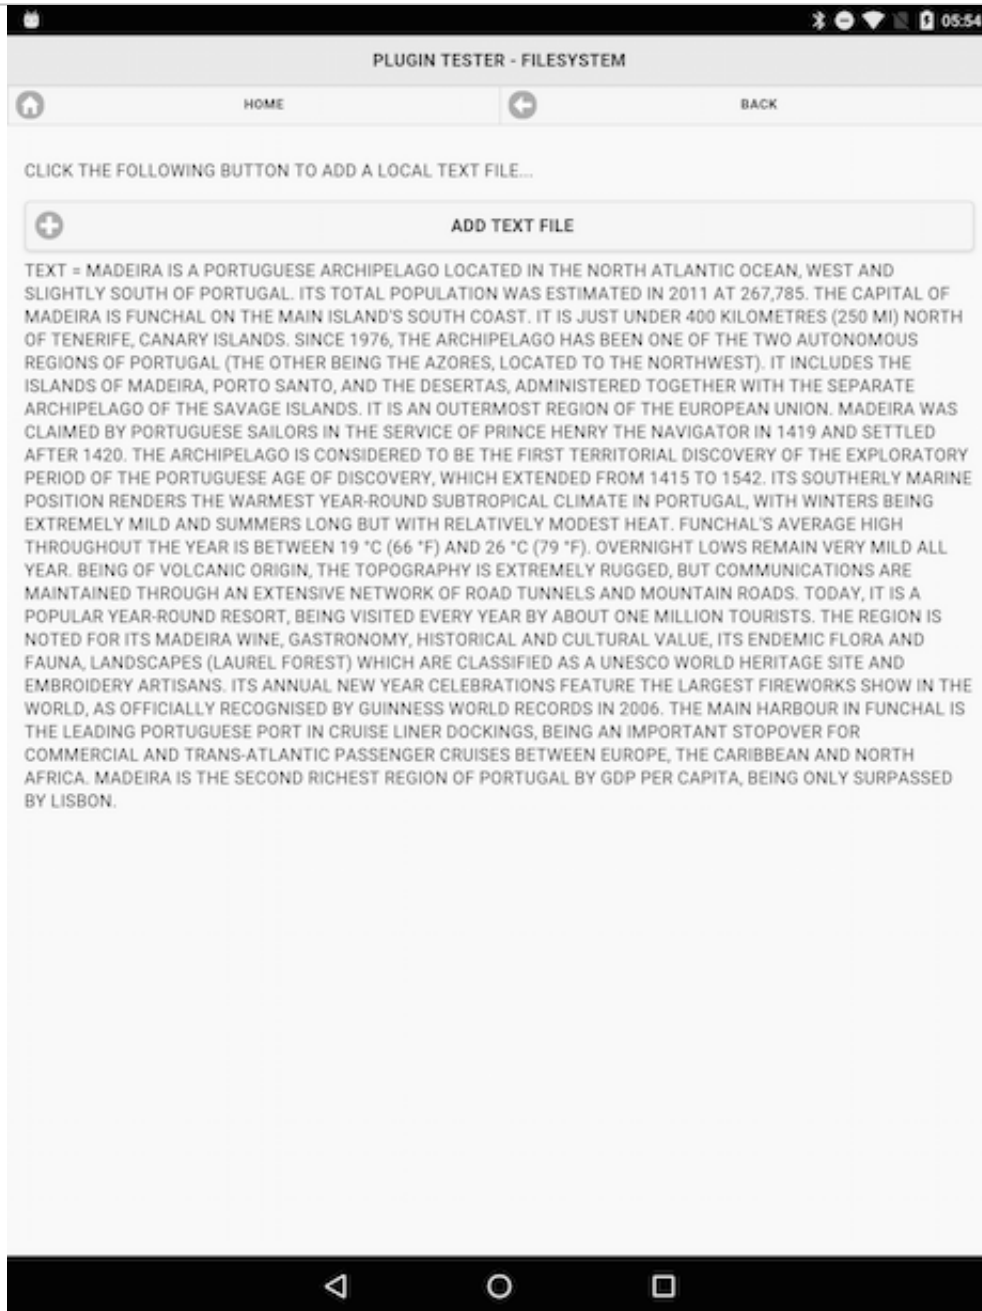 05:54
PLUGIN TESTER - FILESYSTEM
HOME
BACK
CLICK THE FOLLOWING BUTTON TO ADD A LOCAL TEXT FILE...
ADD TEXT FILE
TEXT = MADEIRA IS A PORTUGUESE ARCHIPELAGO LOCATED IN THE NORTH ATLANTIC OCEAN, WEST AND
SLIGHTLY SOUTH OF PORTUGAL. ITS TOTAL POPULATION WAS ESTIMATED IN 2011 AT 267,785. THE CAPITAL OF
MADEIRA IS FUNCHAL ON THE MAIN ISLAND'S SOUTH COAST. IT IS JUST UNDER 400 KILOMETRES (250 MI) NORTH
OF TENERIFE, CANARY ISLANDS. SINCE 1976, THE ARCHIPELAGO HAS BEEN ONE OF THE TWO AUTONOMOUS
REGIONS OF PORTUGAL (THE OTHER BEING THE AZORES, LOCATED TO THE NORTHWEST). IT INCLUDES THE
ISLANDS OF MADEIRA, PORTO SANTO, AND THE DESERTAS, ADMINISTERED TOGETHER WITH THE SEPARATE
ARCHIPELAGO OF THE SAVAGE ISLANDS. IT IS AN OUTERMOST REGION OF THE EUROPEAN UNION. MADEIRA WAS
CLAIMED BY PORTUGUESE SAILORS IN THE SERVICE OF PRINCE HENRY THE NAVIGATOR IN 1419 AND SETTLED
AFTER 1420. THE ARCHIPELAGO IS CONSIDERED TO BE THE FIRST TERRITORIAL DISCOVERY OF THE EXPLORATORY
PERIOD OF THE PORTUGUESE AGE OF DISCOVERY, WHICH EXTENDED FROM 1415 TO 1542. ITS SOUTHERLY MARINE
POSITION RENDERS THE WARMEST YEAR-ROUND SUBTROPICAL CLIMATE IN PORTUGAL, WITH WINTERS BEING
EXTREMELY MILD AND SUMMERS LONG BUT WITH RELATIVELY MODEST HEAT. FUNCHAL'S AVERAGE HIGH
THROUGHOUT THE YEAR IS BETWEEN 19 °C (66 °F) AND 26 °C (79 °F). OVERNIGHT LOWS REMAIN VERY MILD ALL
YEAR. BEING OF VOLCANIC ORIGIN, THE TOPOGRAPHY IS EXTREMELY RUGGED, BUT COMMUNICATIONS ARE
MAINTAINED THROUGH AN EXTENSIVE NETWORK OF ROAD TUNNELS AND MOUNTAIN ROADS. TODAY, IT IS A
POPULAR YEAR-ROUND RESORT, BEING VISITED EVERY YEAR BY ABOUT ONE MILLION TOURISTS. THE REGION IS
NOTED FOR ITS MADEIRA WINE, GASTRONOMY, HISTORICAL AND CULTURAL VALUE, ITS ENDEMIC FLORA AND
FAUNA, LANDSCAPES (LAUREL FOREST) WHICH ARE CLASSIFIED AS A UNESCO WORLD HERITAGE SITE AND
EMBROIDERY ARTISANS. ITS ANNUAL NEW YEAR CELEBRATIONS FEATURE THE LARGEST FIREWORKS SHOW IN THE
WORLD, AS OFFICIALLY RECOGNISED BY GUINNESS WORLD RECORDS IN 2006. THE MAIN HARBOUR IN FUNCHAL IS
THE LEADING PORTUGUESE PORT IN CRUISE LINER DOCKINGS, BEING AN IMPORTANT STOPOVER FOR
COMMERCIAL AND TRANS-ATLANTIC PASSENGER CRUISES BETWEEN EUROPE, THE CARIBBEAN AND NORTH
AFRICA. MADEIRA IS THE SECOND RICHEST REGION OF PORTUGAL BY GDP PER CAPITA, BEING ONLY SURPASSED
BY LISBON.